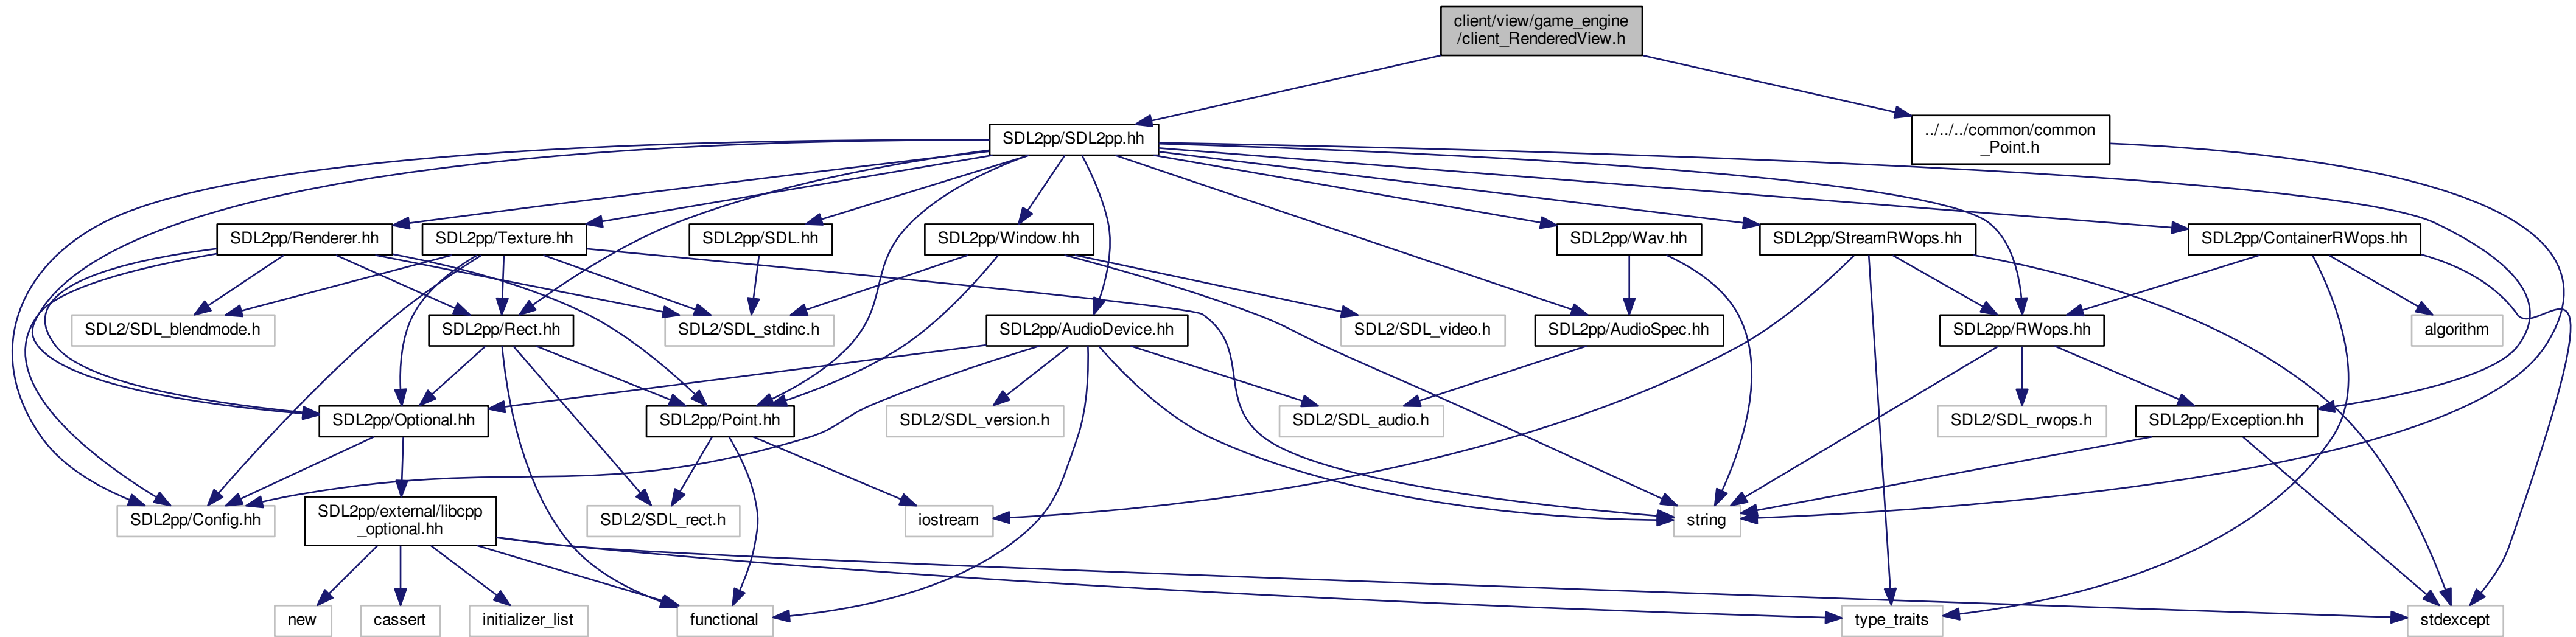 client/view/game_engine
/client_RenderedView.h
SDL2pp/SDL2pp.hh
../../../common/common
_Point.h
SDL2pp/Renderer.hh
SDL2pp/Texture.hh
SDL2pp/SDL.hh
SDL2pp/Window.hh
SDL2pp/Wav.hh
SDL2pp/StreamRWops.hh
SDL2pp/ContainerRWops.hh
SDL2/SDL_blendmode.h
SDL2pp/Rect.hh
SDL2/SDL_stdinc.h
SDL2pp/AudioDevice.hh
SDL2/SDL_video.h
SDL2pp/AudioSpec.hh
SDL2pp/RWops.hh
algorithm
SDL2pp/Optional.hh
SDL2pp/Point.hh
SDL2/SDL_version.h
SDL2/SDL_audio.h
SDL2/SDL_rwops.h
SDL2pp/Exception.hh
SDL2pp/Config.hh
SDL2pp/external/libcpp
_optional.hh
SDL2/SDL_rect.h
iostream
string
new
cassert
initializer_list
functional
type_traits
stdexcept